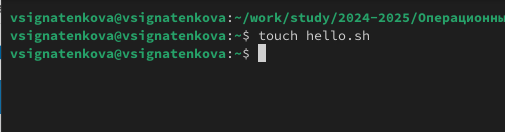 vsignatenkova@vsignatenkova:~/work/study/2024-2025/Операционны
vsignatenkova@vsignatenkova:~$ touch hello.sh
vsignatenkova@vsignatenkova:~$